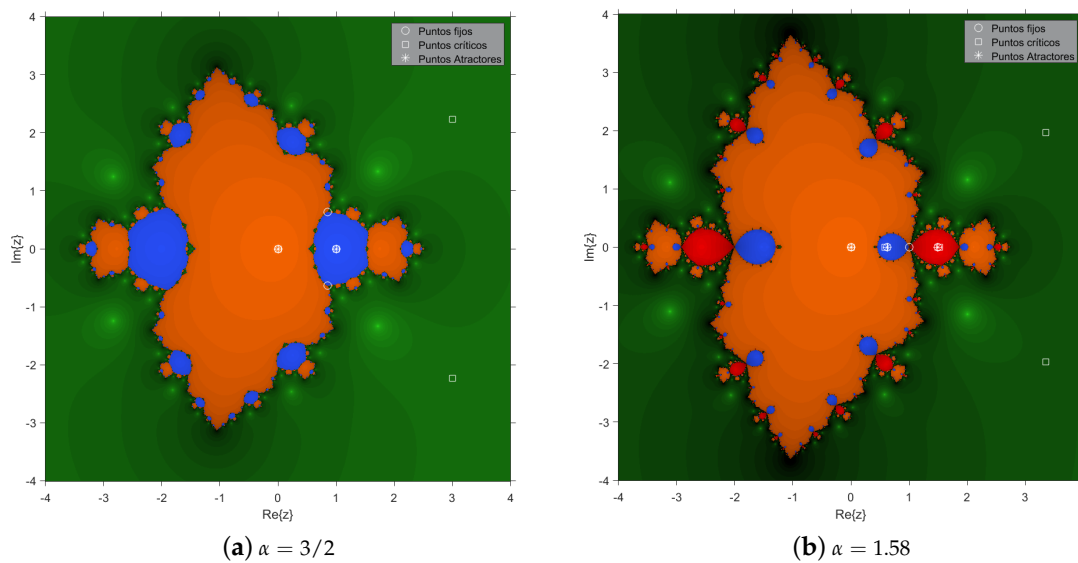 4
3
2
1
0
-1
-2
-3
-4
Im{z}
-4
-3
-2
-1
0
1
2
3
4
Re{z}
Puntos fijos
Puntos críticos
Puntos Atractores
(a) α = 3/2
4
3
2
1
0
-1
-2
-3
-4
Im{z}
-4
-3
-2
-1
0
1
2
3
Re{z}
Puntos fijos
Puntos críticos
Puntos Atractores
(b) α = 1.58